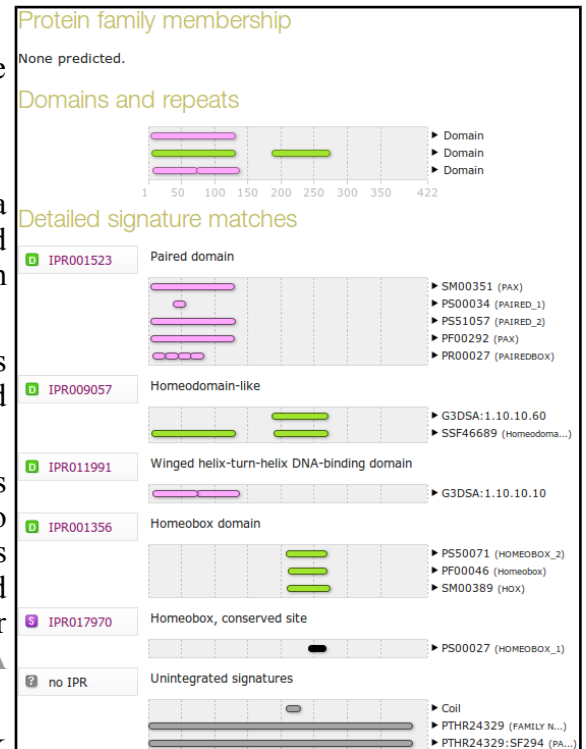 Protein family membership
None predicted.
Domains and repeats
Domain
Domain
Domain
1 50 100 150 200 250 300 350 422
Detailed signature matches
D IPR001523 Paired domain
SM00351 (PAX)
PS00034 (PAIRED_1)
PS51057 (PAIRED_2)
PF00292 (PAX)
PR00027 (PAIREDBOX)
D IPR009057 Homeodomain-like
G3DSA:1.10.10.60
SSF46689 (Homeodoma...)
D IPR011991 Winged helix-turn-helix DNA-binding domain
G3DSA:1.10.10.10
D IPR001356 Homeobox domain
PS50071 (HOMEOBOX_2)
PF00046 (Homeobox)
SM00389 (HOX)
S IPR017970 Homeobox, conserved site
PS00027 (HOMEOBOX_1)
? no IPR Unintegrated signatures
Coil
PTHR24329 (FAMILY N...)
PTHR24329:SF294 (PA...)